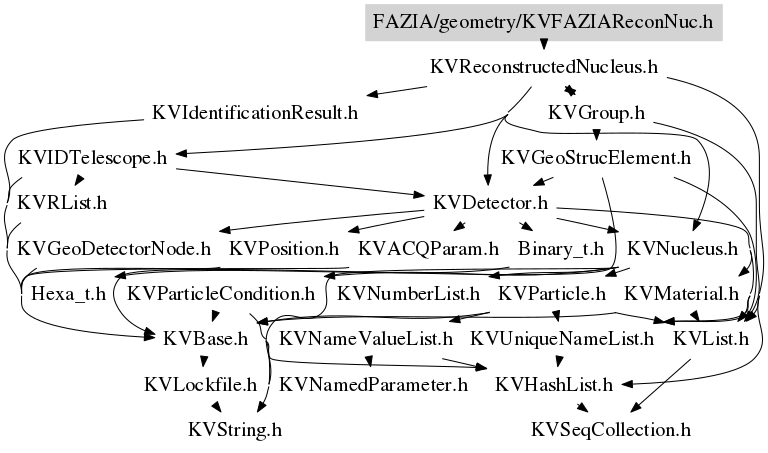 FAZIA/geometry/KVFAZIAReconNuc.h
KVReconstructedNucleus.h
KVIdentificationResult.h
KVGroup.h
KVIDTelescope.h
KVGeoStrucElement.h
KVRList.h
KVDetector.h
KVGeoDetectorNode.h
KVPosition.h
KVACQParam.h
Binary_t.h
KVNucleus.h
Hexa_t.h
KVParticleCondition.h
KVNumberList.h
KVParticle.h
KVMaterial.h
KVBase.h
KVNameValueList.h
KVUniqueNameList.h
KVList.h
KVLockfile.h
KVNamedParameter.h
KVHashList.h
KVString.h
KVSeqCollection.h